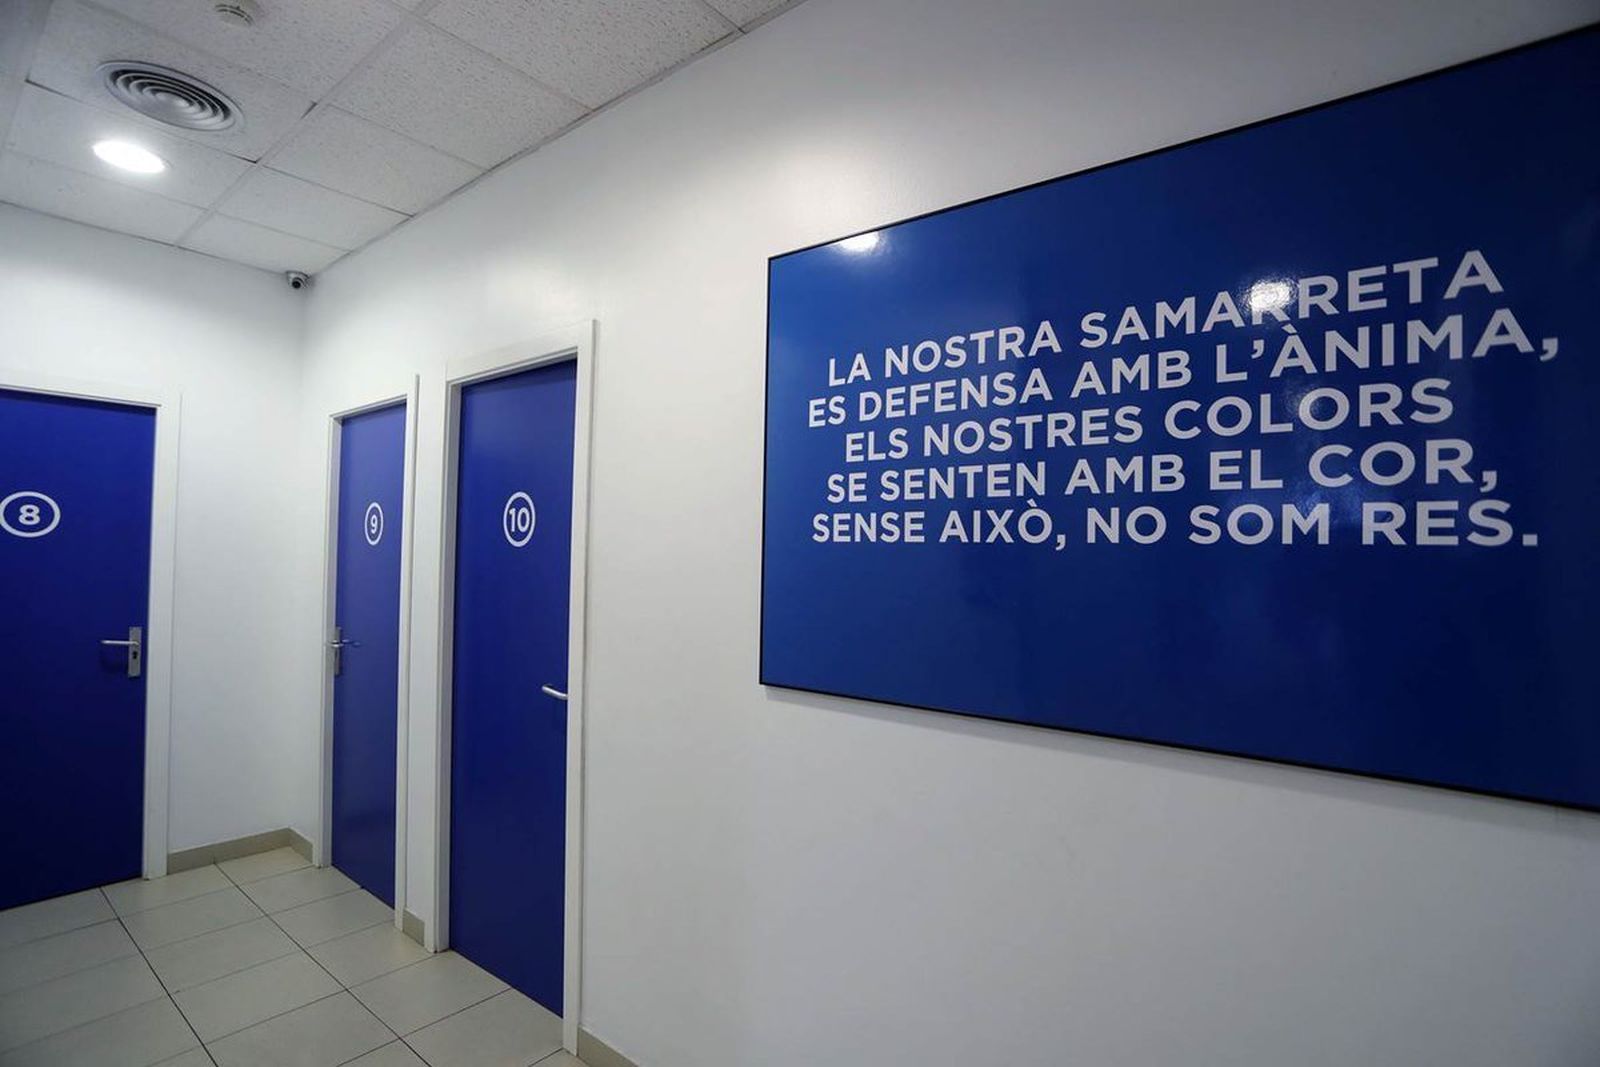 LA NOSTRA SAMARRETA
ES DEFENSA AMB L'ÀNIMA,
ELS NOSTRES COLORS
SE SENTEN AMB EL COR,
SENSE AIXÒ, NO SOM RES.
8
9
10